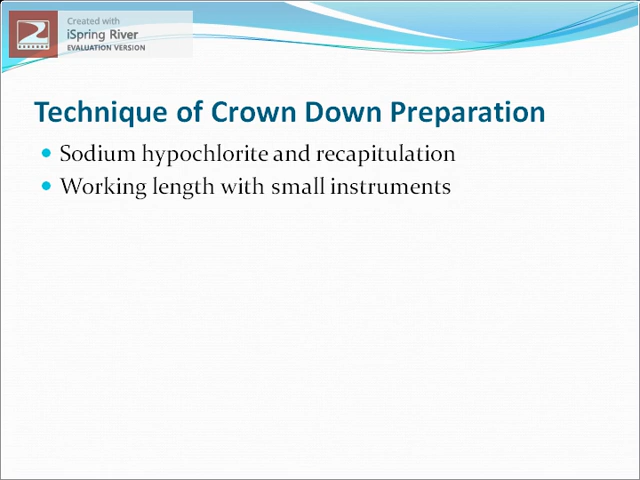 Created with
iSpring River
EVALUATION VERSION
Technique of Crown Down Preparation
Sodium hypochlorite and recapitulation
Working length with small instruments